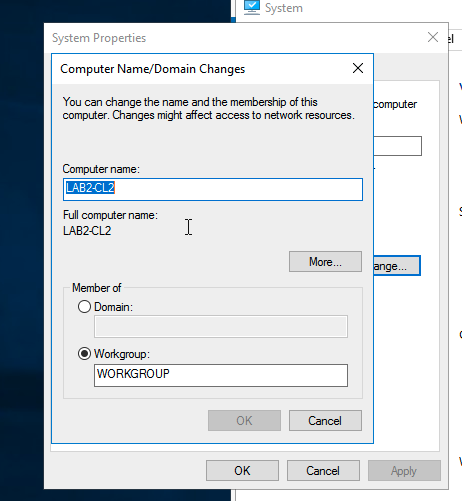 System
System Properties
Computer Name/Domain Changes
You can change the name and the membership of this
computer. Changes might affect access to network resources.
computer
Computer name:
LAB2-CL2
Full computer name:
LAB2-CL2
More...
ange...
Member of
Domain:
Workgroup:
WORKGROUP
OK
Cancel
OK
Cancel
Apply